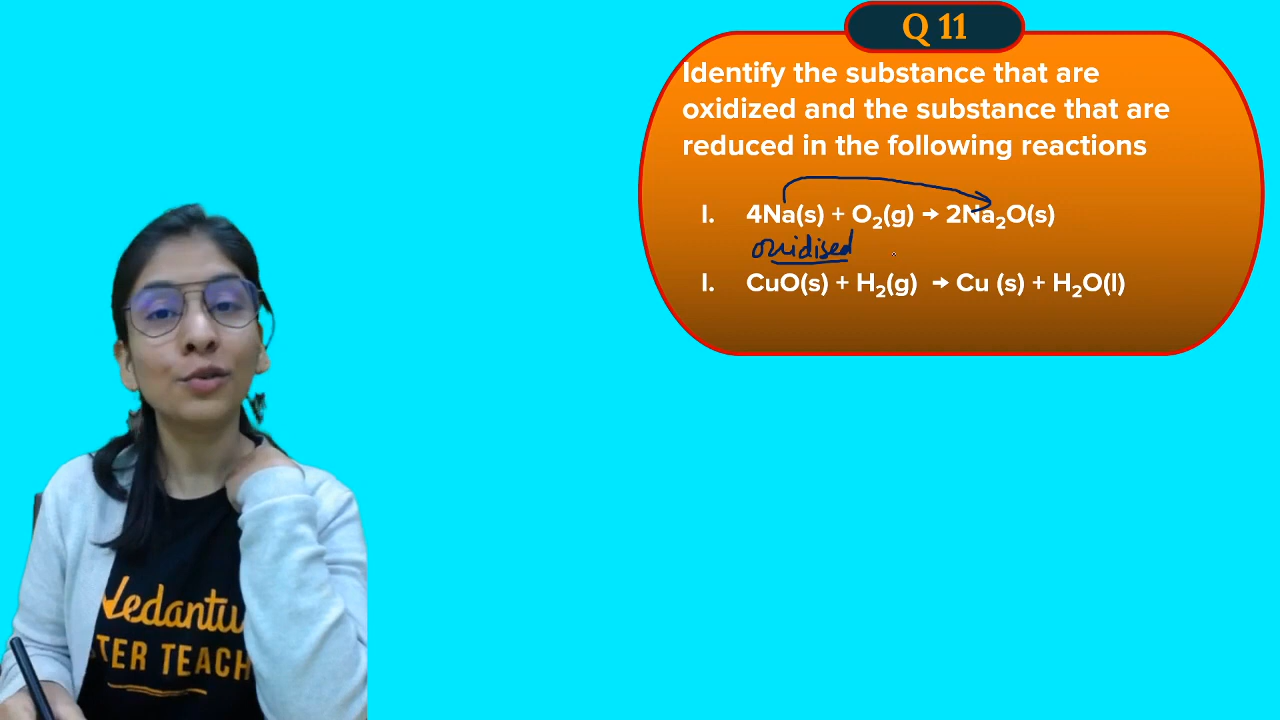 Q 11
Identify the substance that are
oxidized and the substance that are
reduced in the following reactions
I. 4Na(s) + O₂(g) → 2Na₂O(s)
oxidised
I. CuO(s) + H₂(g) → Cu (s) + H₂O(l)
Vedantu
TER TEACH